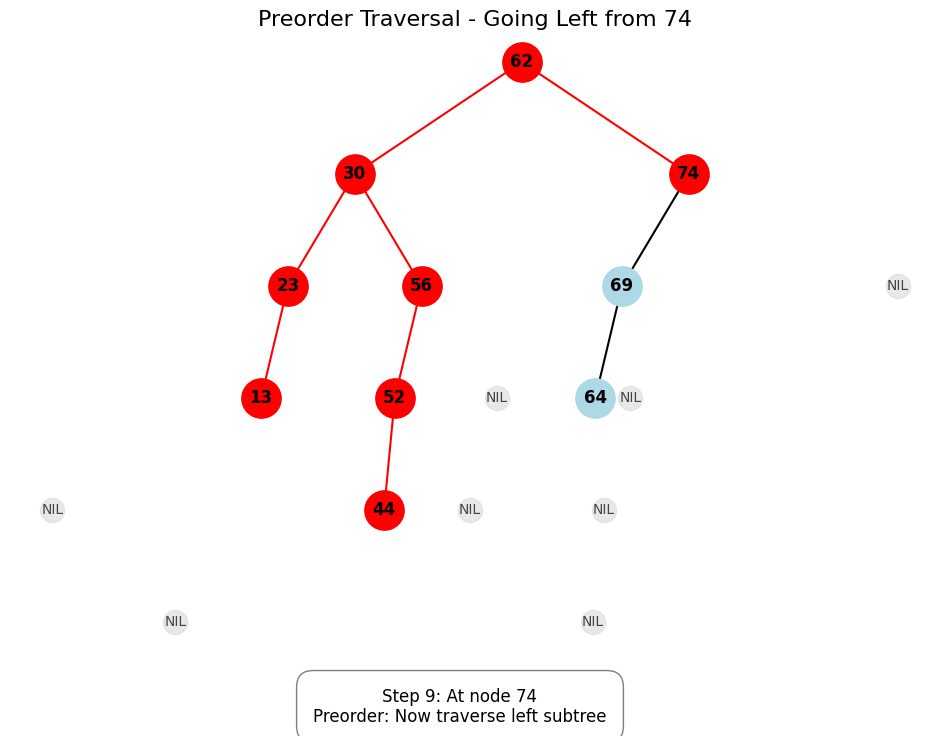 Preorder Traversal - Going Left from 74
62
30
74
23
56
69
NIL
13
52
NIL
64
NIL
NIL
44
NIL
NIL
NIL
NIL
Step 9: At node 74
Preorder: Now traverse left subtree